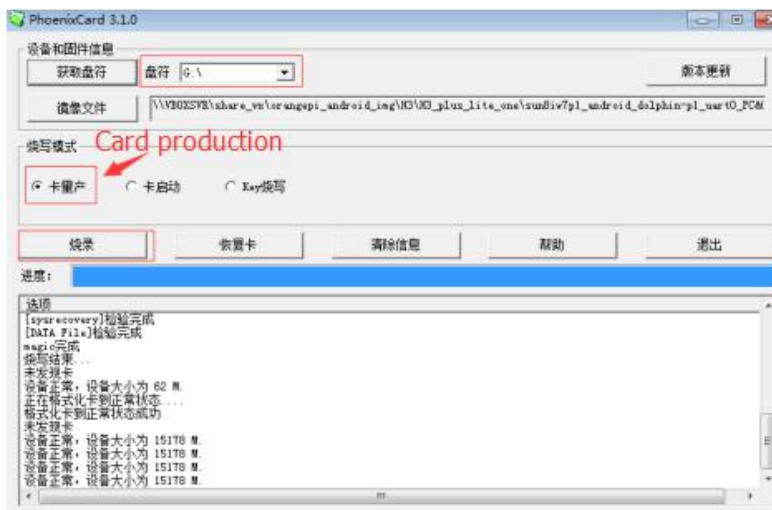 PhoenixCard 3.1.0
设备和固件信息
获取盘符 盘符 G:\ 版本更新
镜像文件 \\VBOXSVR\share_vx\orangepi_android_img\H3\H3_plus_lite_one\sun8iw7p1_android_dolphin-p1_uart0_PC&
烧写模式 Card production
卡量产 卡启动 Key烧写
烧录 恢复卡 清除信息 帮助 退出
进度:
选项
[sysrecovery]检验完成
[DATA File]检验完成
magic完成
烧写结束...
未发现卡
设备正常，设备大小为 62 M.
正在格式化卡到正常状态....
格式化卡到正常状态成功
未发现卡
设备正常，设备大小为 15178 M.
设备正常，设备大小为 15178 M.
设备正常，设备大小为 15178 M.
设备正常，设备大小为 15178 M.